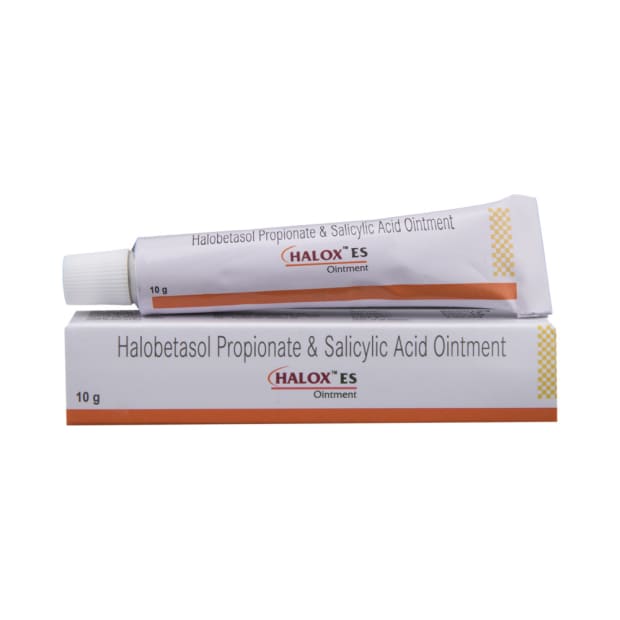 Halobetasol Propionate & Salicylic Acid Ointment
HALOX™ ES
Ointment
10 g
Halobetasol Propionate & Salicylic Acid Ointment
HALOX™ ES
Ointment
10 g